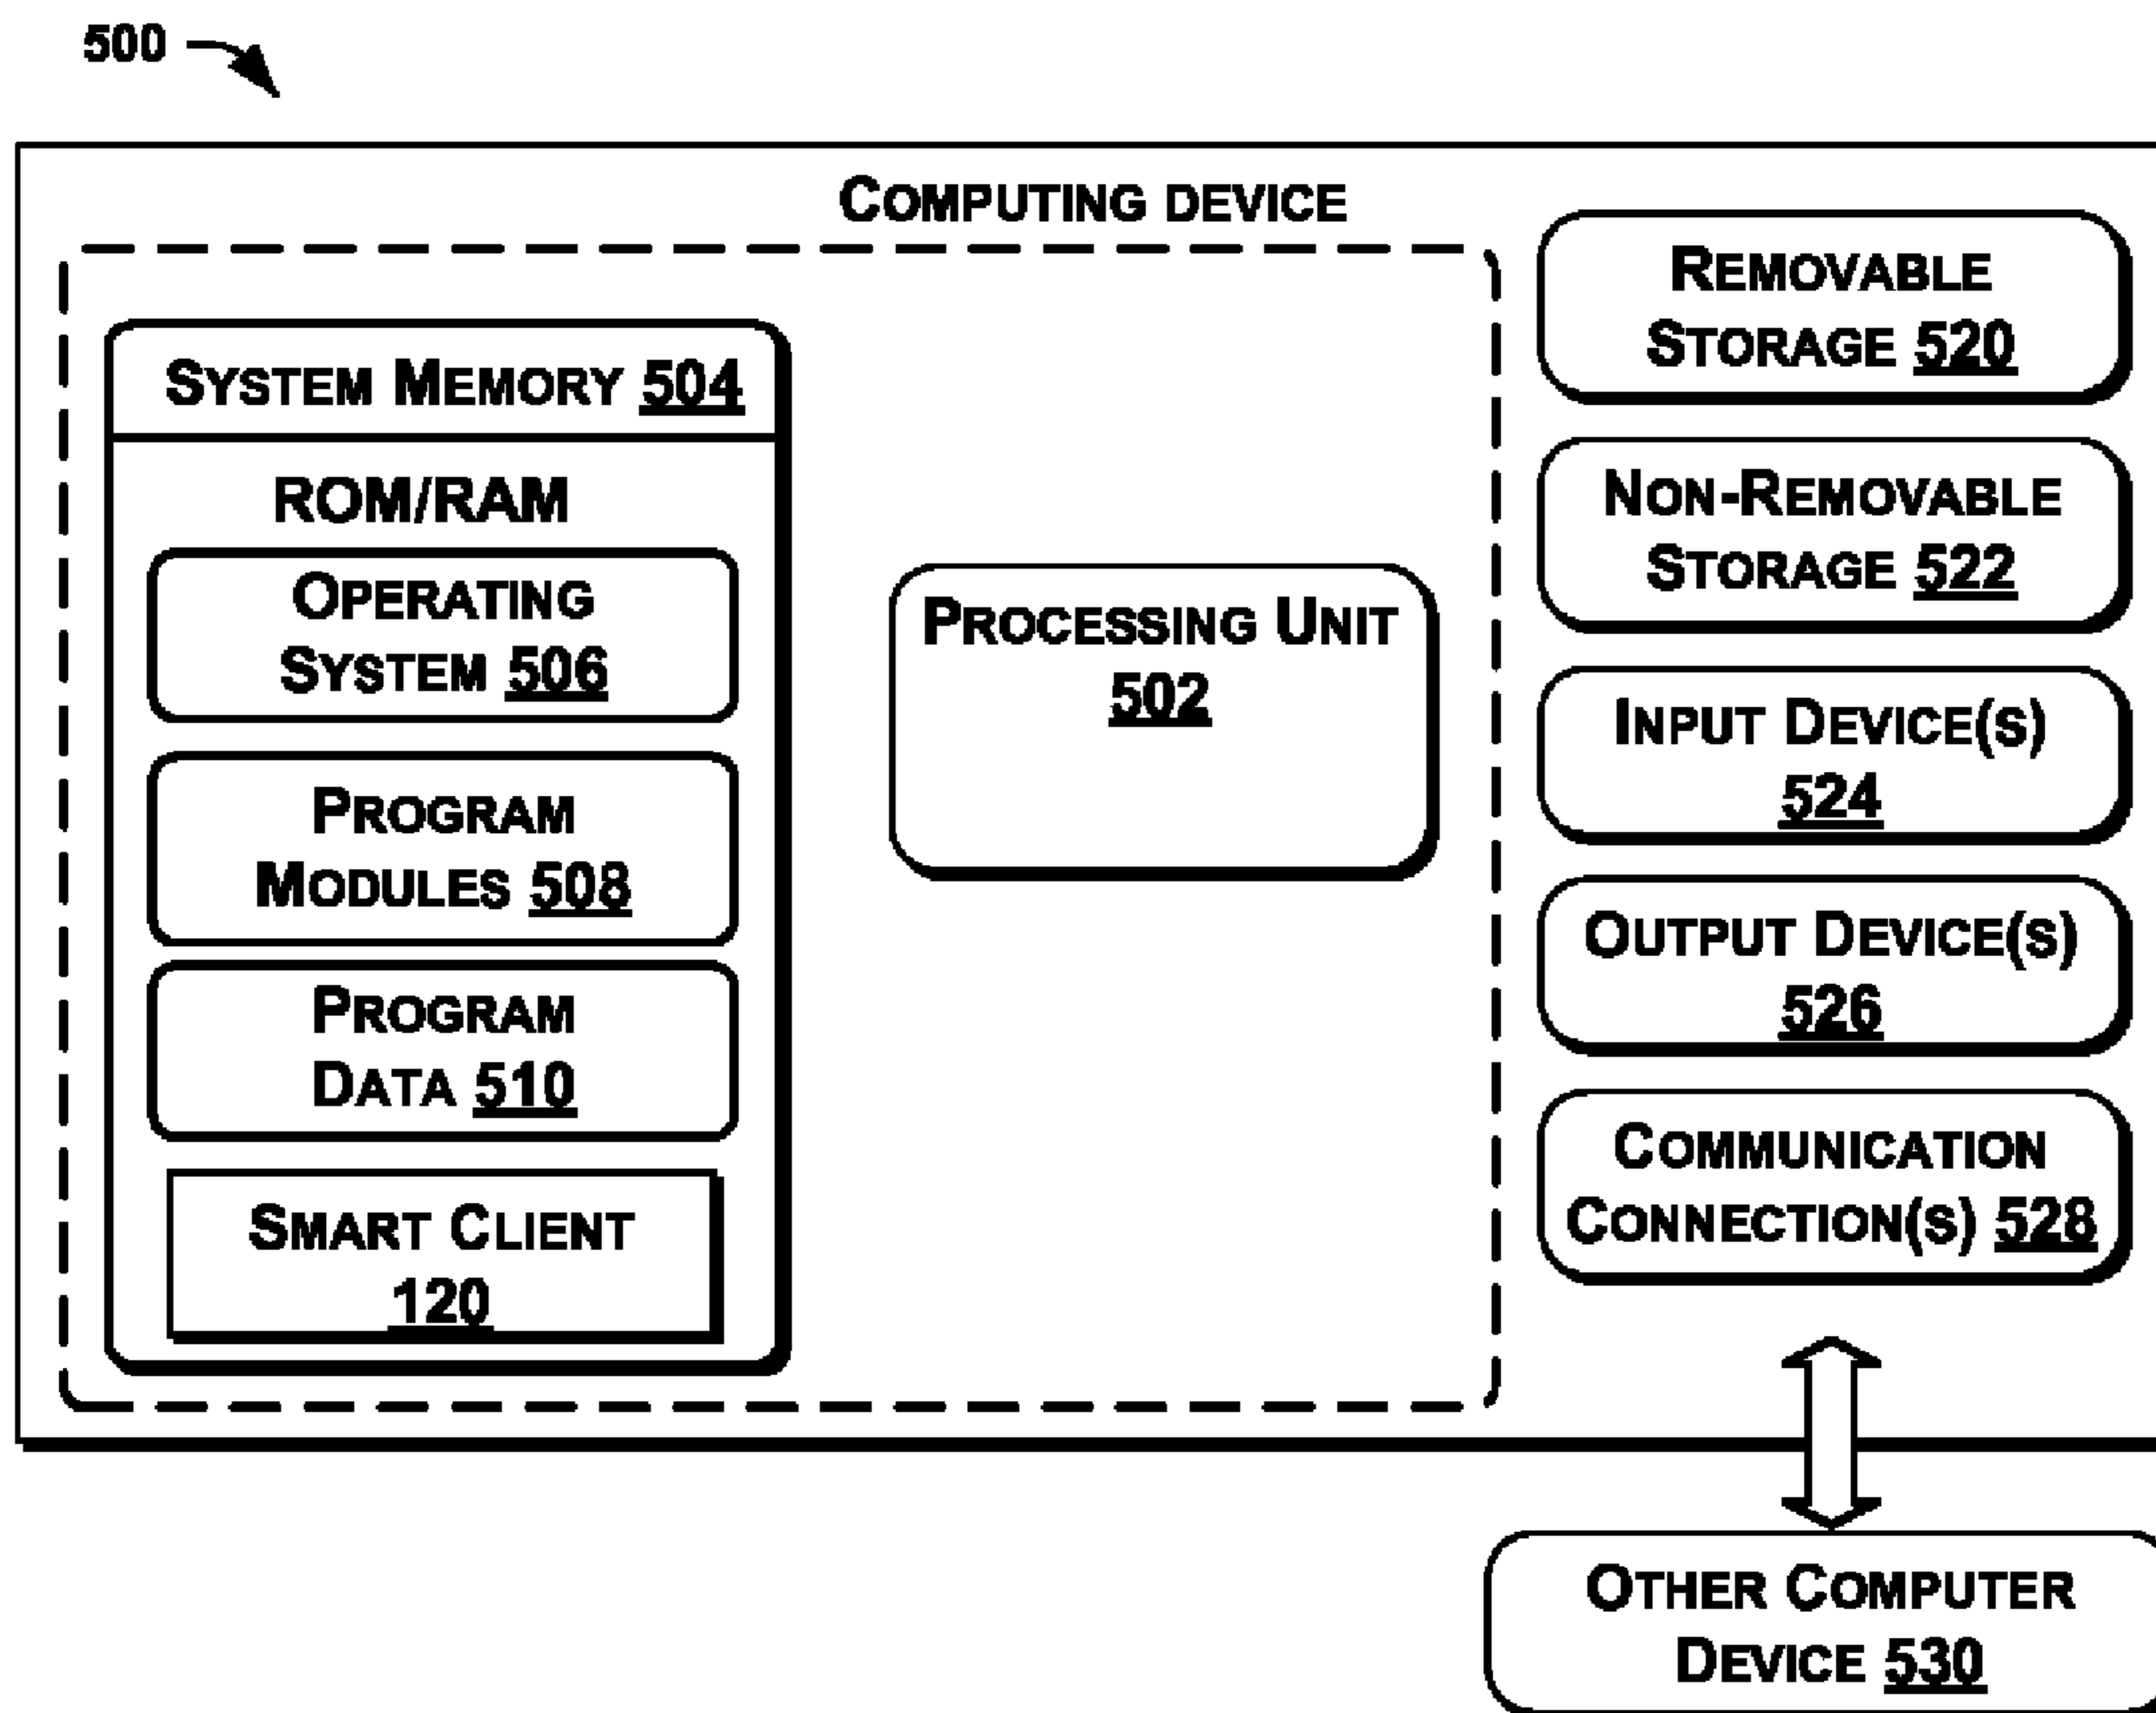 500
COMPUTING DEVICE
SYSTEM MEMORY 504
ROM/RAM
OPERATING
SYSTEM 506
PROGRAM
MODULES 508
PROGRAM
DATA 510
SMART CLIENT
120
PROCESSING UNIT
502
REMOVABLE
STORAGE 520
NON-REMOVABLE
STORAGE 522
INPUT DEVICE(S)
524
OUTPUT DEVICE(S)
526
COMMUNICATION
CONNECTION(S) 528
OTHER COMPUTER
DEVICE 530